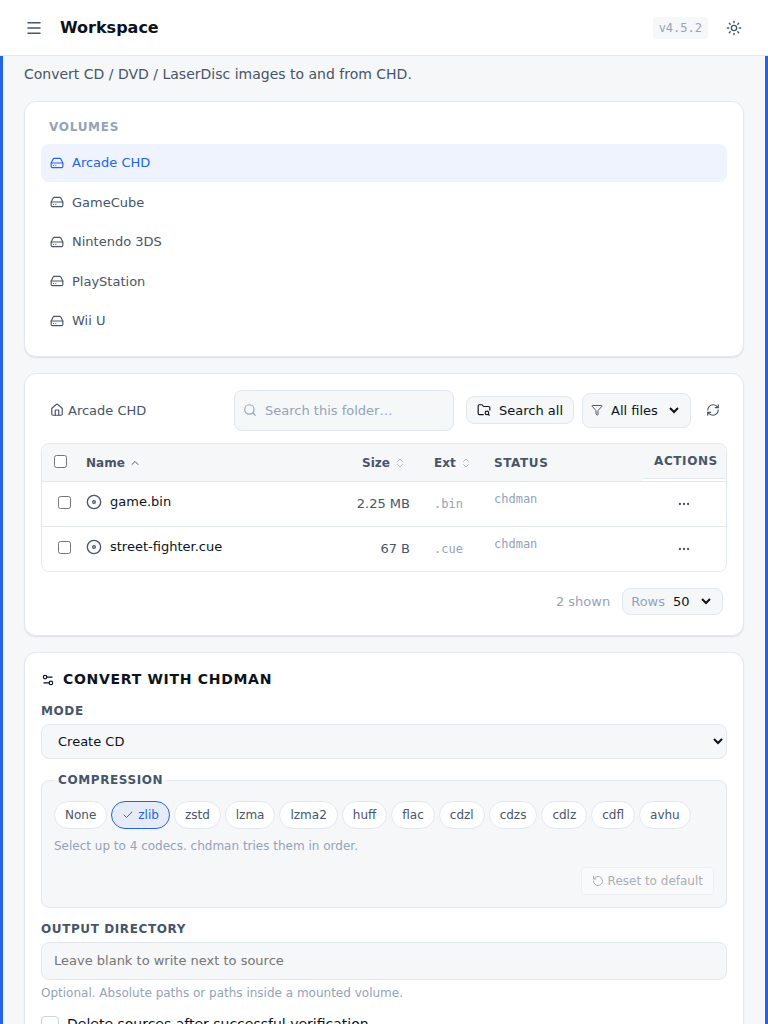 Workspace
v4.5.2
Convert CD / DVD / LaserDisc images to and from CHD.
VOLUMES
Arcade CHD
GameCube
Nintendo 3DS
PlayStation
Wii U
Arcade CHD
Search this folder…
Search all
All files
Name Size Ext STATUS ACTIONS
game.bin 2.25 MB .bin chdman
street-fighter.cue 67 B .cue chdman
2 shown Rows 50
CONVERT WITH CHDMAN
MODE
Create CD
COMPRESSION
None zlib zstd lzma lzma2 huff flac cdzl cdzs cdlz cdfl avhu
Select up to 4 codecs. chdman tries them in order.
Reset to default
OUTPUT DIRECTORY
Leave blank to write next to source
Optional. Absolute paths or paths inside a mounted volume.
Delete sources after successful verification